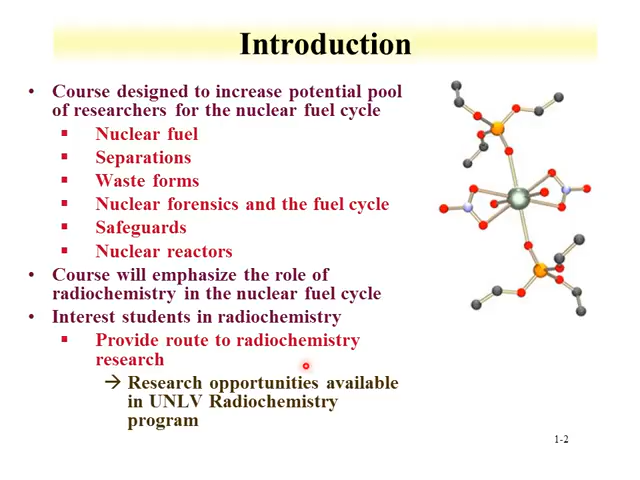 Introduction
• Course designed to increase potential pool
of researchers for the nuclear fuel cycle
▪ Nuclear fuel
▪ Separations
▪ Waste forms
▪ Nuclear forensics and the fuel cycle
▪ Safeguards
▪ Nuclear reactors
• Course will emphasize the role of
radiochemistry in the nuclear fuel cycle
• Interest students in radiochemistry
▪ Provide route to radiochemistry
research
→ Research opportunities available
in UNLV Radiochemistry
program
1-2